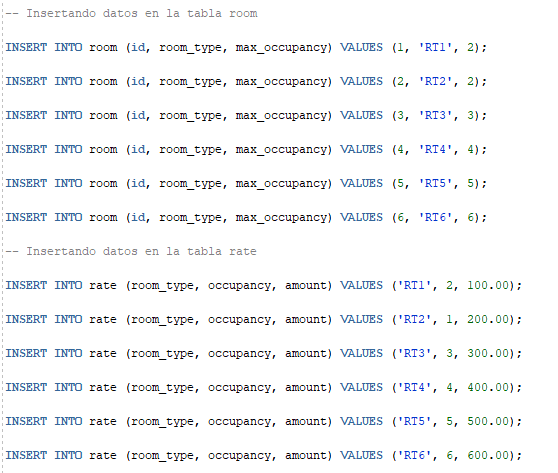 -- Insertando datos en la tabla room
INSERT INTO room (id, room_type, max_occupancy) VALUES (1, 'RT1', 2);
INSERT INTO room (id, room_type, max_occupancy) VALUES (2, 'RT2', 2);
INSERT INTO room (id, room_type, max_occupancy) VALUES (3, 'RT3', 3);
INSERT INTO room (id, room_type, max_occupancy) VALUES (4, 'RT4', 4);
INSERT INTO room (id, room_type, max_occupancy) VALUES (5, 'RT5', 5);
INSERT INTO room (id, room_type, max_occupancy) VALUES (6, 'RT6', 6);
-- Insertando datos en la tabla rate
INSERT INTO rate (room_type, occupancy, amount) VALUES ('RT1', 2, 100.00);
INSERT INTO rate (room_type, occupancy, amount) VALUES ('RT2', 1, 200.00);
INSERT INTO rate (room_type, occupancy, amount) VALUES ('RT3', 3, 300.00);
INSERT INTO rate (room_type, occupancy, amount) VALUES ('RT4', 4, 400.00);
INSERT INTO rate (room_type, occupancy, amount) VALUES ('RT5', 5, 500.00);
INSERT INTO rate (room_type, occupancy, amount) VALUES ('RT6', 6, 600.00);